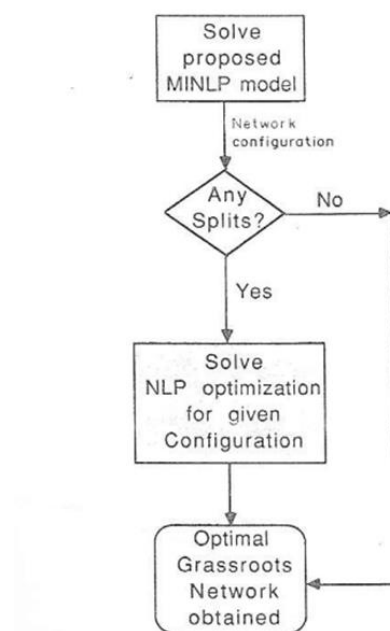 Solve
proposed
MINLP model
Network
configuration
Any
Splits?
No
Yes
Solve
NLP optimization
for given
Configuration
Optimal
Grassroots
Network
obtained